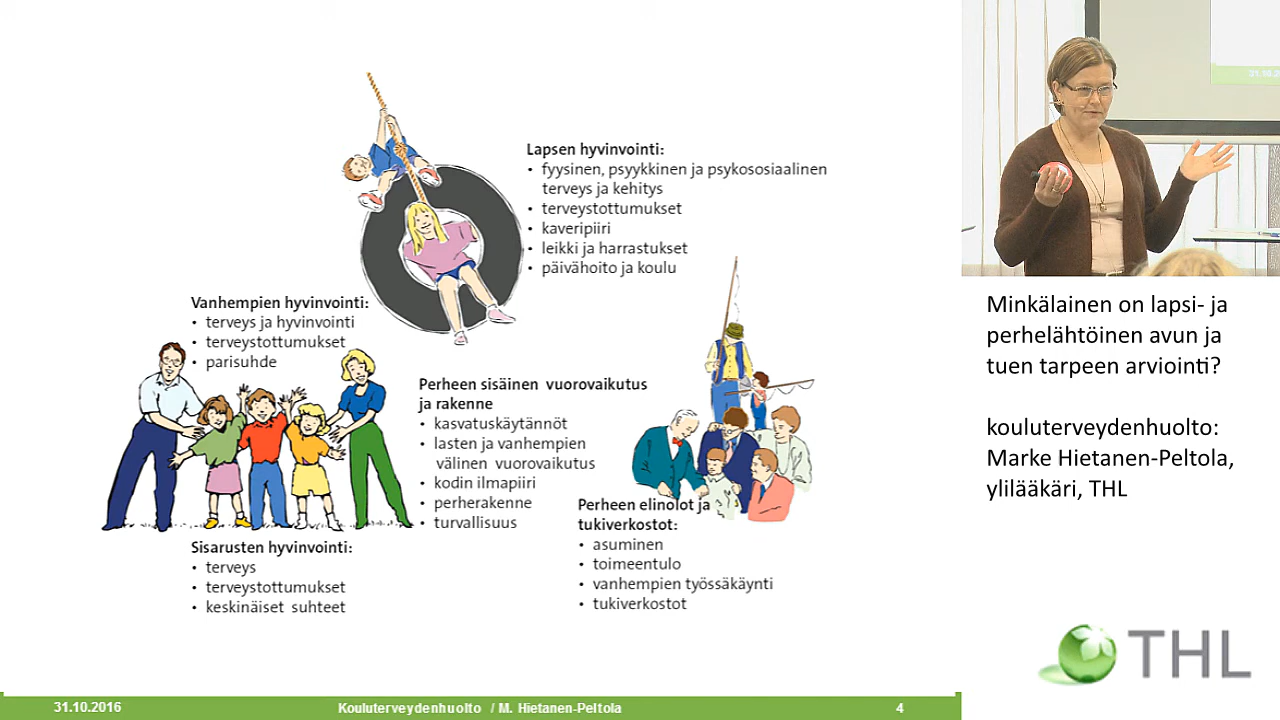 Lapsen hyvinvointi:
• fyysinen, psyykkinen ja psykososiaalinen
terveys ja kehitys
• terveystottumukset
• kaveripiiri
• leikki ja harrastukset
• päivähoito ja koulu
Vanhempien hyvinvointi:
• terveys ja hyvinvointi
• terveystottumukset
• parisuhde
Perheen sisäinen vuorovaikutus
ja rakenne
• kasvatuskäytännöt
• lasten ja vanhempien
välinen vuorovaikutus
• kodin ilmapiiri
• perherakenne
• turvallisuus
Perheen elinolot ja
tukiverkostot:
• asuminen
• toimeentulo
• vanhempien työssäkäynti
• tukiverkostot
Sisarusten hyvinvointi:
• terveys
• terveystottumukset
• keskinäiset suhteet
31.10.2016
Kouluterveydenhuolto / M. Hietanen-Peltola
4
Minkälainen on lapsi- ja
perhelähtöinen avun ja
tuen tarpeen arviointi?
kouluterveydenhuolto:
Marke Hietanen-Peltola,
ylilääkäri, THL
THL